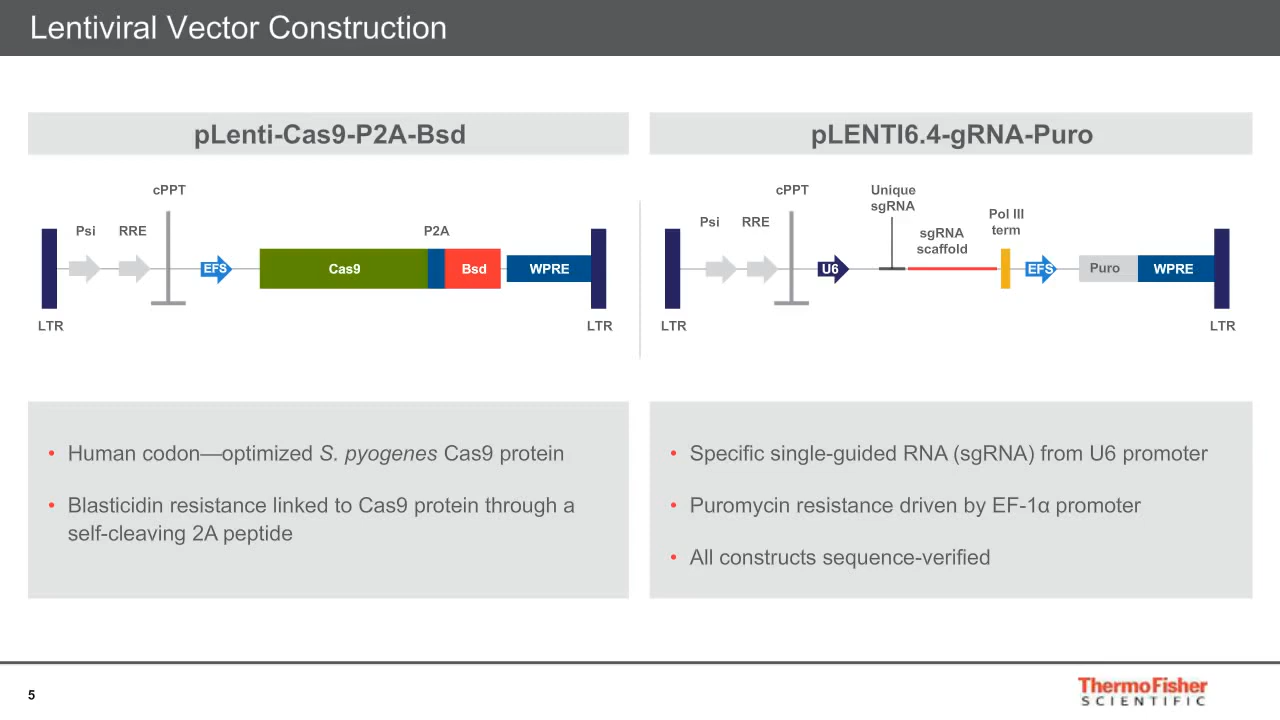 Lentiviral Vector Construction
pLenti-Cas9-P2A-Bsd
cPPT
Psi
RRE
P2A
EFS
Cas9
Bsd
WPRE
LTR
LTR
pLENTI6.4-gRNA-Puro
cPPT
Unique
sgRNA
Psi
RRE
sgRNA
scaffold
Pol III
term
U6
EFS
Puro
WPRE
LTR
LTR
• Human codon—optimized S. pyogenes Cas9 protein
• Blasticidin resistance linked to Cas9 protein through a
self-cleaving 2A peptide
• Specific single-guided RNA (sgRNA) from U6 promoter
• Puromycin resistance driven by EF-1α promoter
• All constructs sequence-verified
5
ThermoFisher
SCIENTIFIC